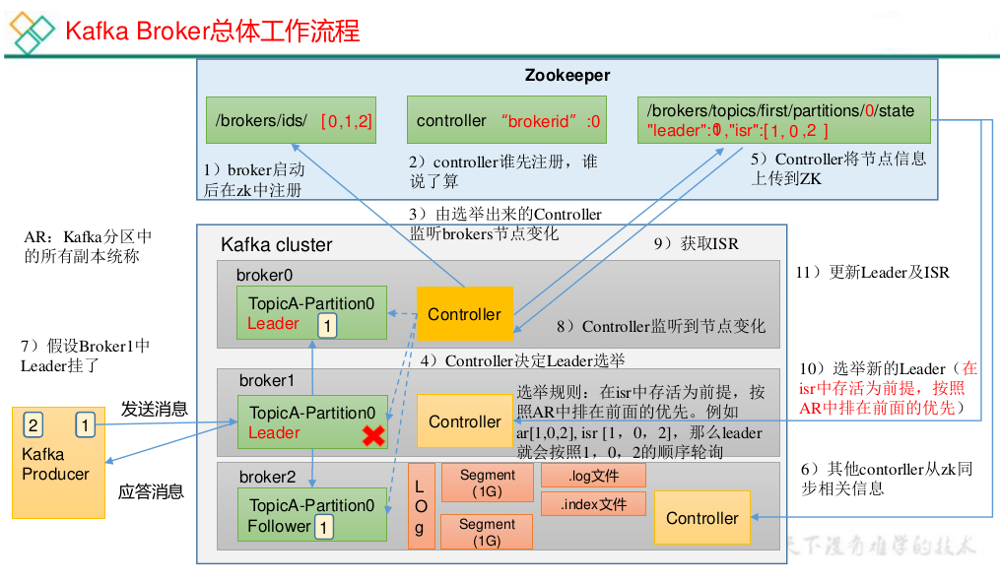 Kafka Broker总体工作流程
Zookeeper
/brokers/ids/ [0,1,2]
controller “brokerid” :0
/brokers/topics/first/partitions/0/state
1）broker启动
后在zk中注册
2）controller谁先注册，谁
说了算
5）Controller将节点信息
上传到ZK
3）由选举出来的Controller
监听brokers节点变化
AR：Kafka分区中
的所有副本统称
Kafka cluster
9）获取ISR
11）更新Leader及ISR
broker0
TopicA-Partition0
Leader 1
Controller
8）Controller监听到节点变化
7）假设Broker1中
Leader挂了
4）Controller决定Leader选举
10）选举新的Leader（在
isr中存活为前提，按照
AR中排在前面的优先）
broker1
TopicA-Partition0
Leader
Controller
选举规则：在isr中存活为前提，按
照AR中排在前面的优先。例如
ar[1,0,2], isr [1，0，2]，那么leader
就会按照1，0，2的顺序轮询
发送消息
2 1
Kafka
Producer
应答消息
broker2
TopicA-Partition0
Follower 1
L
O
g
Segment
(1G)
Segment
(1G)
.log文件
.index文件
Controller
6）其他contorller从zk同
步相关信息
天下没有难学的技术